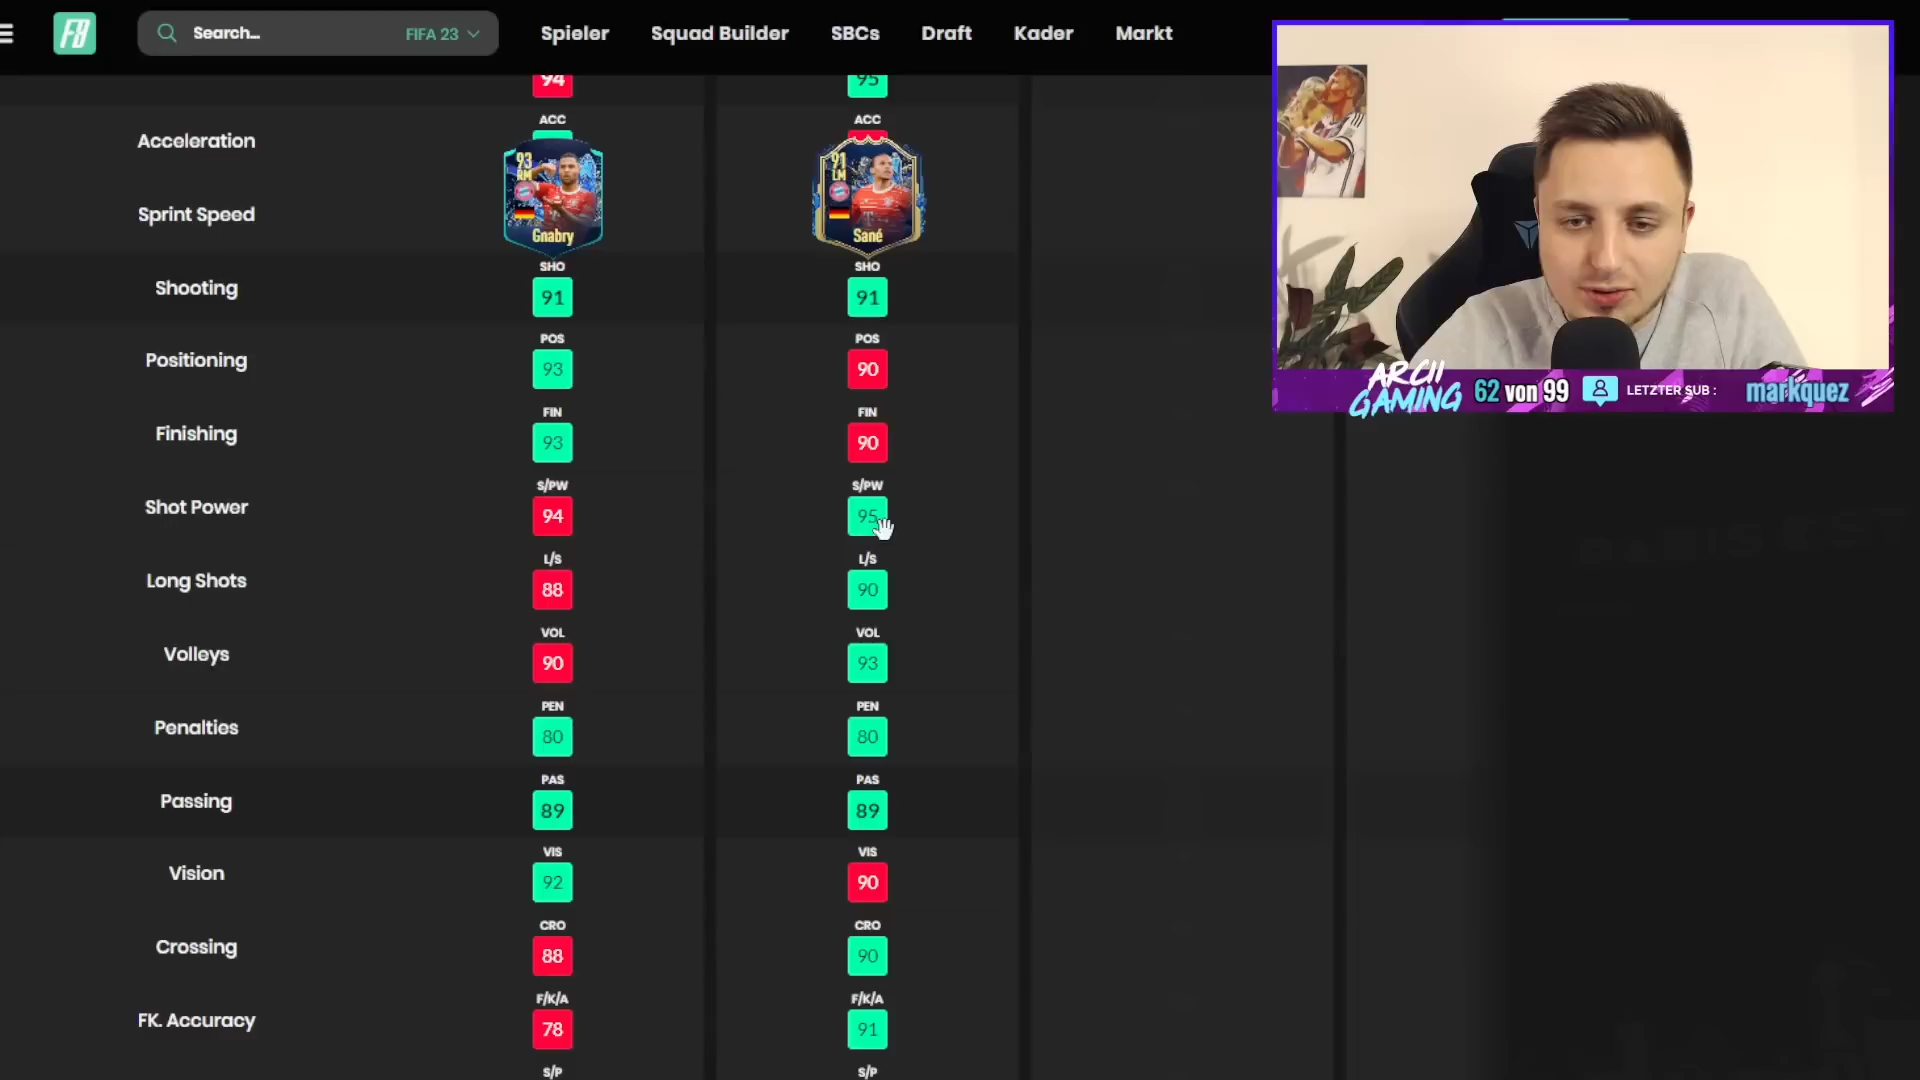 F8
Search...
FIFA 23
Spieler
Squad Builder
SBCs
Draft
Kader
Markt
94
95
Acceleration
ACC
ACC
93
RM
Gnabry
91
LM
Sané
Sprint Speed
Shooting
SHO
91
SHO
91
Positioning
POS
93
POS
90
Finishing
FIN
93
FIN
90
Shot Power
S/PW
94
S/PW
95
Long Shots
L/S
88
L/S
90
Volleys
VOL
90
VOL
93
Penalties
PEN
80
PEN
80
Passing
PAS
89
PAS
89
Vision
VIS
92
VIS
90
Crossing
CRO
88
CRO
90
FK. Accuracy
F/K/A
78
F/K/A
91
S/P
S/P
ARCII
GAMING
62 von 99
LETZTER SUB :
markquez